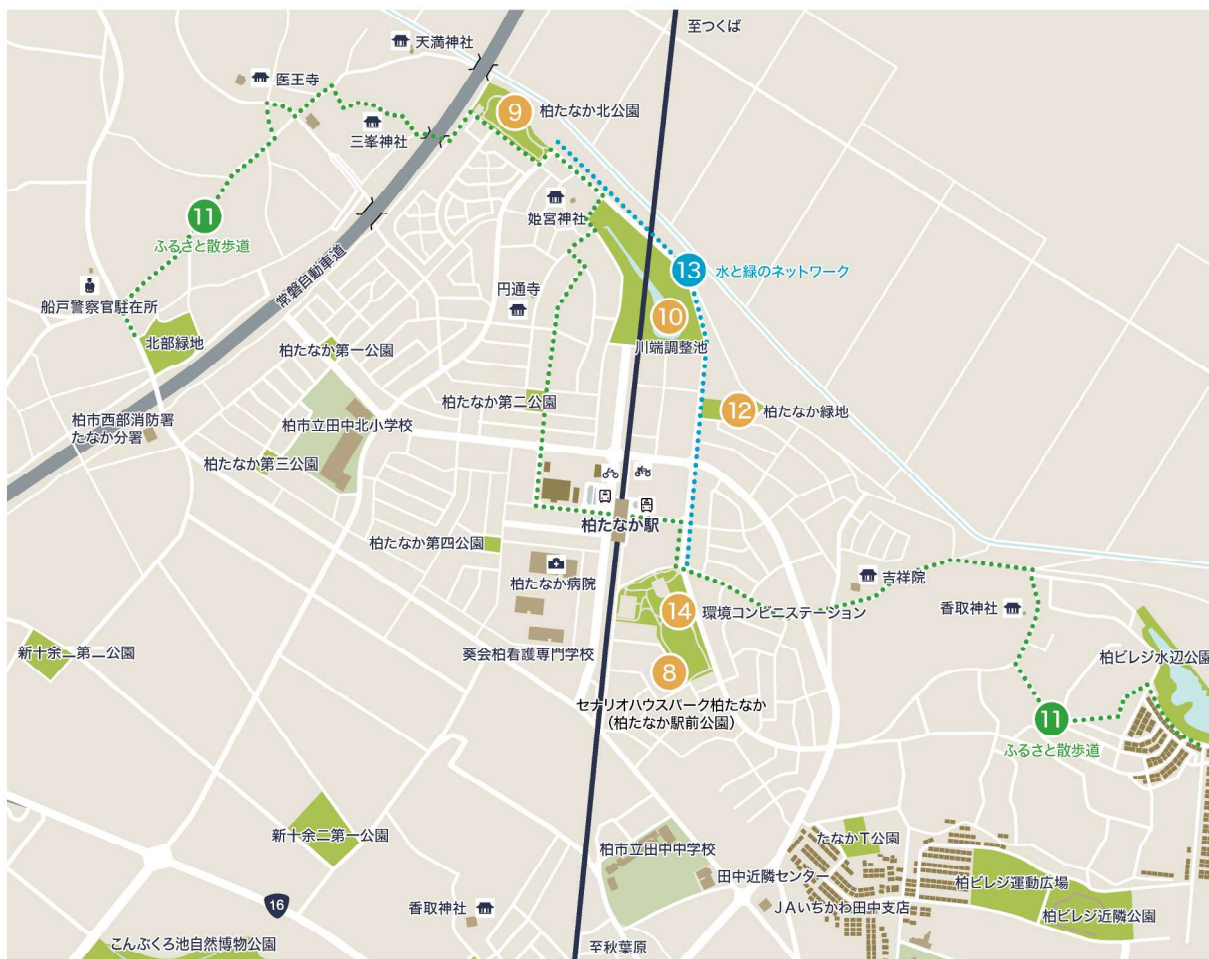 至つくば
天満神社
医王寺
9
柏たなか北公園
三峯神社
姫宮神社
11
ふるさと散歩道
常磐自動車道
13
水と緑のネットワーク
円通寺
船戸警察官駐在所
10
川端調整池
北部緑地
柏たなか第一公園
柏たなか第二公園
12
柏たなか緑地
柏市西部消防署
たなか分署
柏市立田中北小学校
柏たなか第三公園
柏たなか駅
柏たなか第四公園
柏たなか病院
吉祥院
香取神社
14
環境コンビニステーション
新十余二第二公園
葵会柏看護専門学校
柏ビレジ水辺公園
8
セナリオハウスパーク柏たなか
(柏たなか駅前公園)
11
ふるさと散歩道
新十余二第一公園
柏市立田中中学校
たなかT公園
田中近隣センター
柏ビレジ運動広場
16
香取神社
JAいちかわ田中支店
柏ビレジ近隣公園
こんぶくろ池自然博物公園
至秋葉原